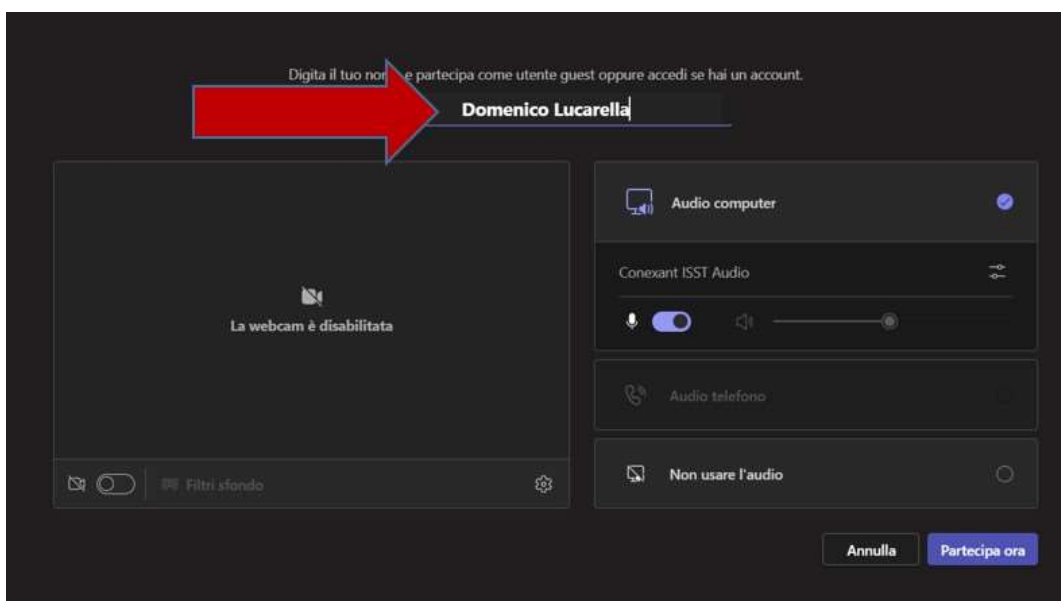 Digita il tuo nome e partecipa come utente guest oppure accedi se hai un account.
Domenico Lucarella
Audio computer
Conexant ISST Audio
La webcam è disabilitata
Audio telefono
Filtri sfondo
Non usare l'audio
Annulla
Partecipa ora